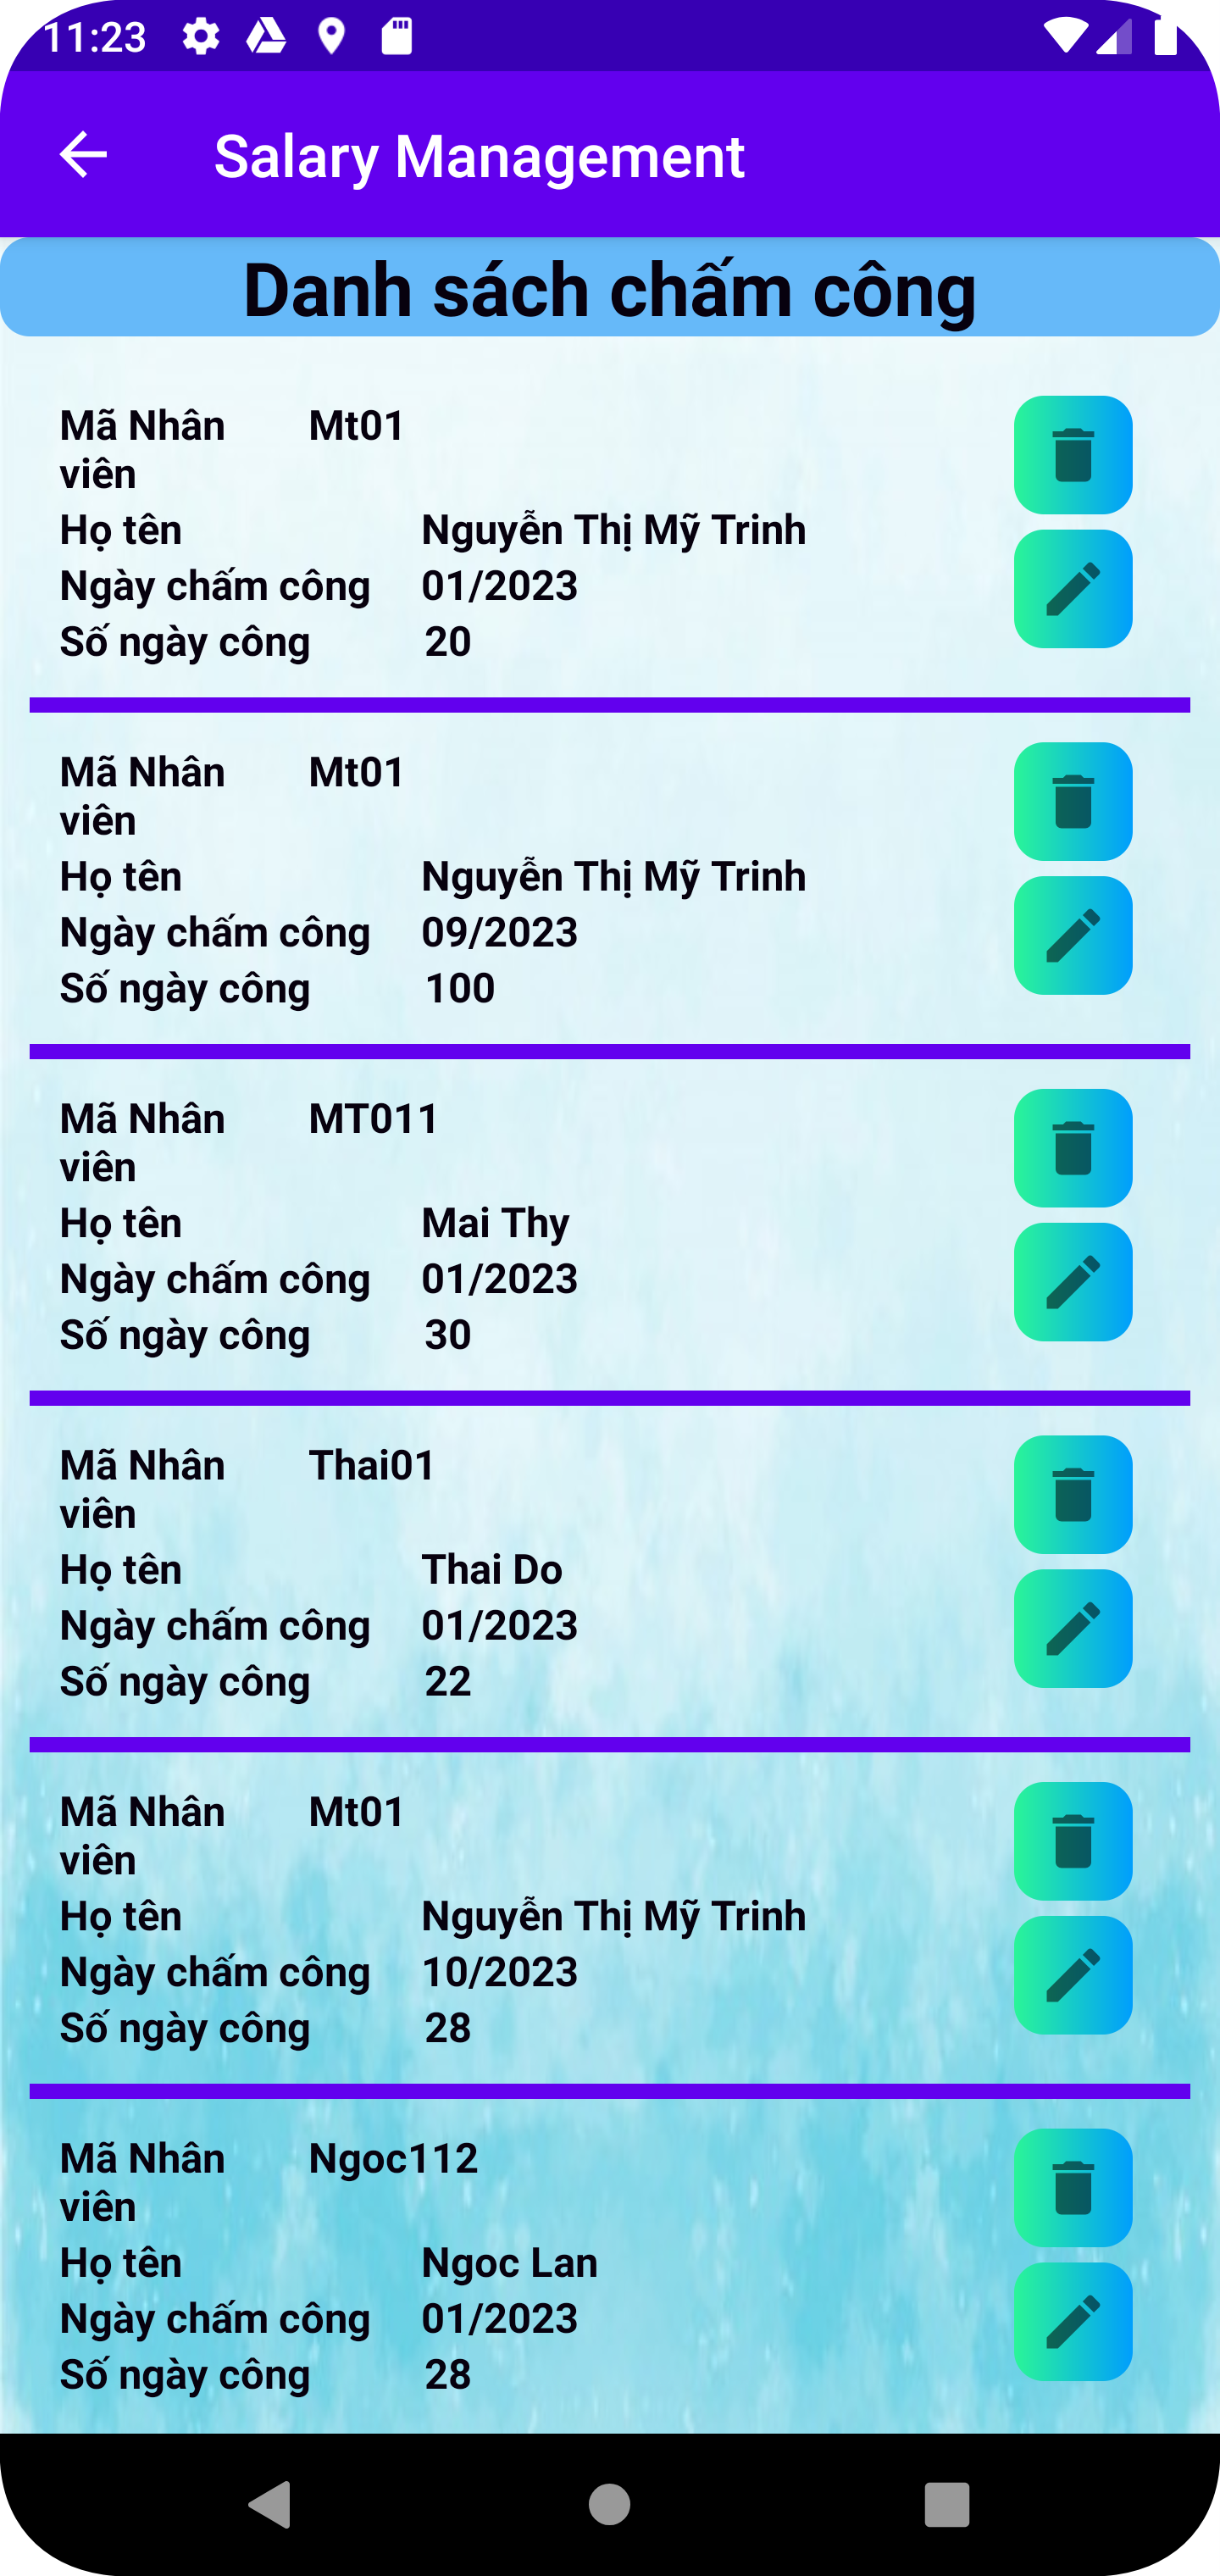 11:23
Salary Management
Danh sách chấm công
Mã Nhân viên Mt01
Họ tên Nguyễn Thị Mỹ Trinh
Ngày chấm công 01/2023
Số ngày công 20
Mã Nhân viên Mt01
Họ tên Nguyễn Thị Mỹ Trinh
Ngày chấm công 09/2023
Số ngày công 100
Mã Nhân viên MT011
Họ tên Mai Thy
Ngày chấm công 01/2023
Số ngày công 30
Mã Nhân viên Thai01
Họ tên Thai Do
Ngày chấm công 01/2023
Số ngày công 22
Mã Nhân viên Mt01
Họ tên Nguyễn Thị Mỹ Trinh
Ngày chấm công 10/2023
Số ngày công 28
Mã Nhân viên Ngoc112
Họ tên Ngoc Lan
Ngày chấm công 01/2023
Số ngày công 28